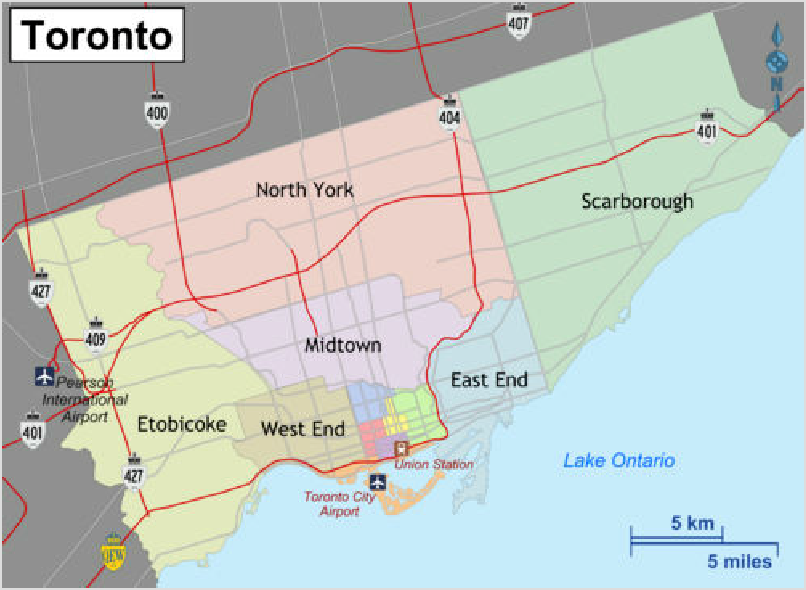 Toronto
407
400
404
N
401
North York
Scarborough
427
409
Midtown
Pearson
International
Airport
East End
Etobicoke
West End
401
427
Union Station
Lake Ontario
Toronto City
Airport
QEW
5 km
5 miles